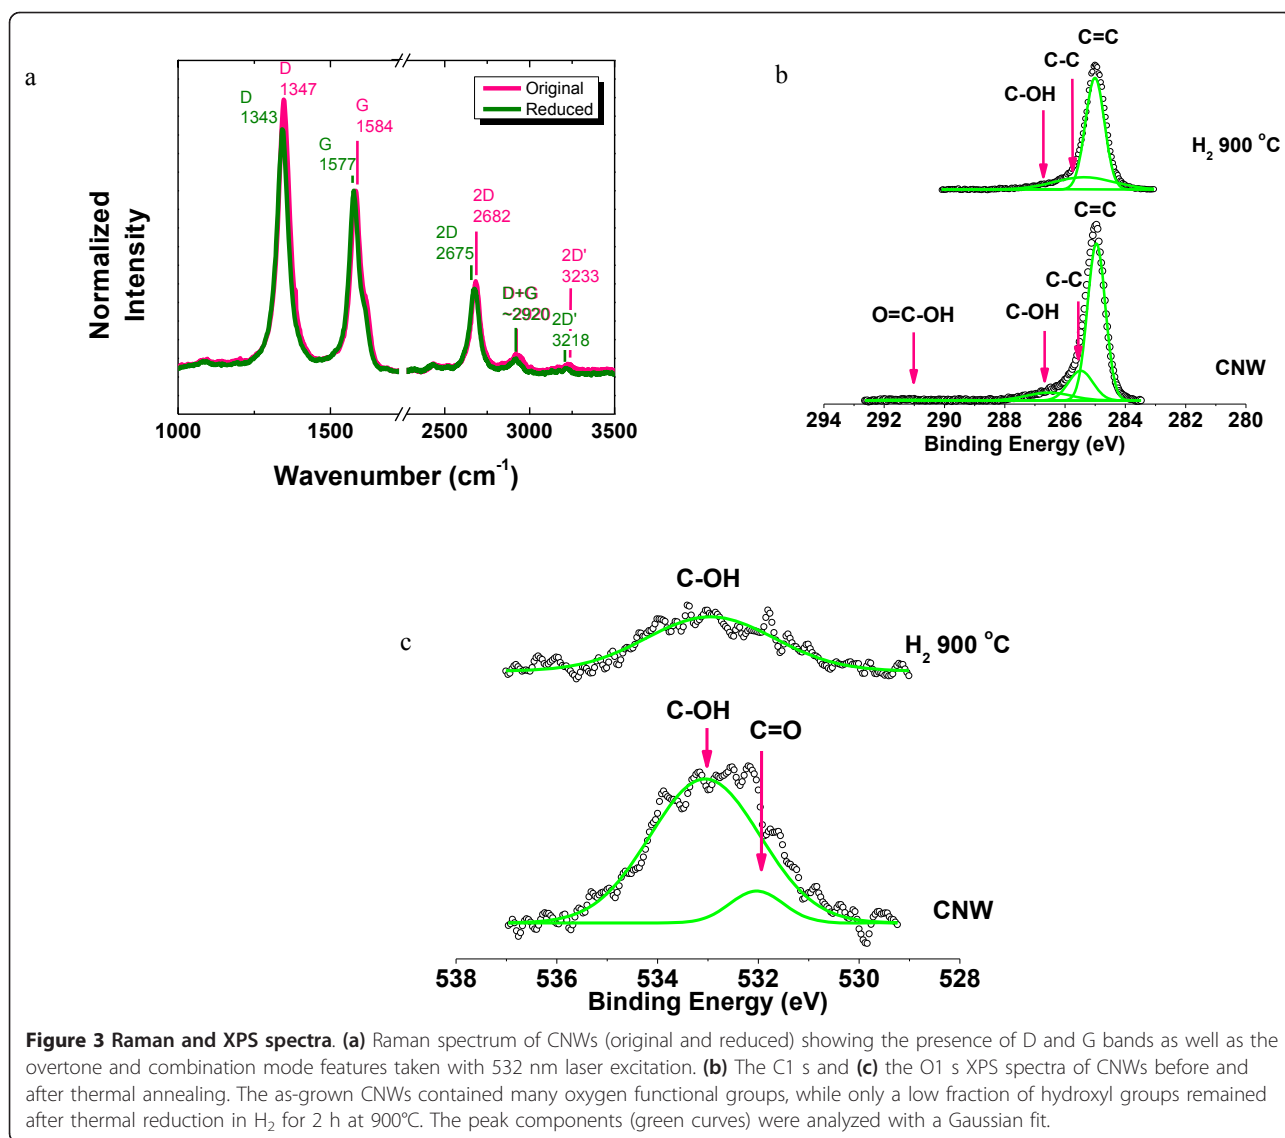 a
D
1347
D
1343
G
1584
G
1577
Original
Reduced
2D
2682
2D
2675
2D'
3233
D+G
~2920
2D'
3218
Normalized
Intensity
1000 1500 2500 3000 3500
Wavenumber (cm-1)
b
C=C
C-C
C-OH
H2 900 °C
C=C
C-C
C-OH
O=C-OH
CNW
294 292 290 288 286 284 282 280
Binding Energy (eV)
c
C-OH
H2 900 °C
C-OH
C=O
CNW
538 536 534 532 530 528
Binding Energy (eV)
Figure 3 Raman and XPS spectra. (a) Raman spectrum of CNWs (original and reduced) showing the presence of D and G bands as well as the
overtone and combination mode features taken with 532 nm laser excitation. (b) The C1 s and (c) the O1 s XPS spectra of CNWs before and
after thermal annealing. The as-grown CNWs contained many oxygen functional groups, while only a low fraction of hydroxyl groups remained
after thermal reduction in H2 for 2 h at 900°C. The peak components (green curves) were analyzed with a Gaussian fit.